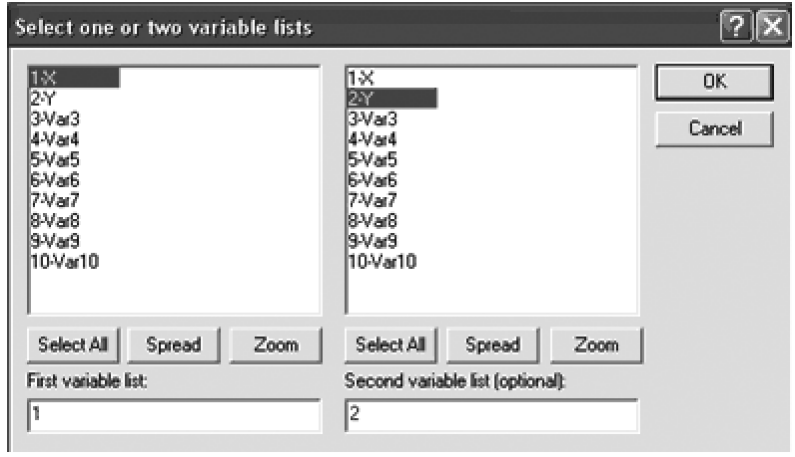 Select one or two variable lists
1-X
2-Y
3-Var3
4-Var4
5-Var5
6-Var6
7-Var7
8-Var8
9-Var9
10-Var10
1-X
2-Y
3-Var3
4-Var4
5-Var5
6-Var6
7-Var7
8-Var8
9-Var9
10-Var10
OK
Cancel
Select All Spread Zoom
Select All Spread Zoom
First variable list:
1
Second variable list (optional):
2